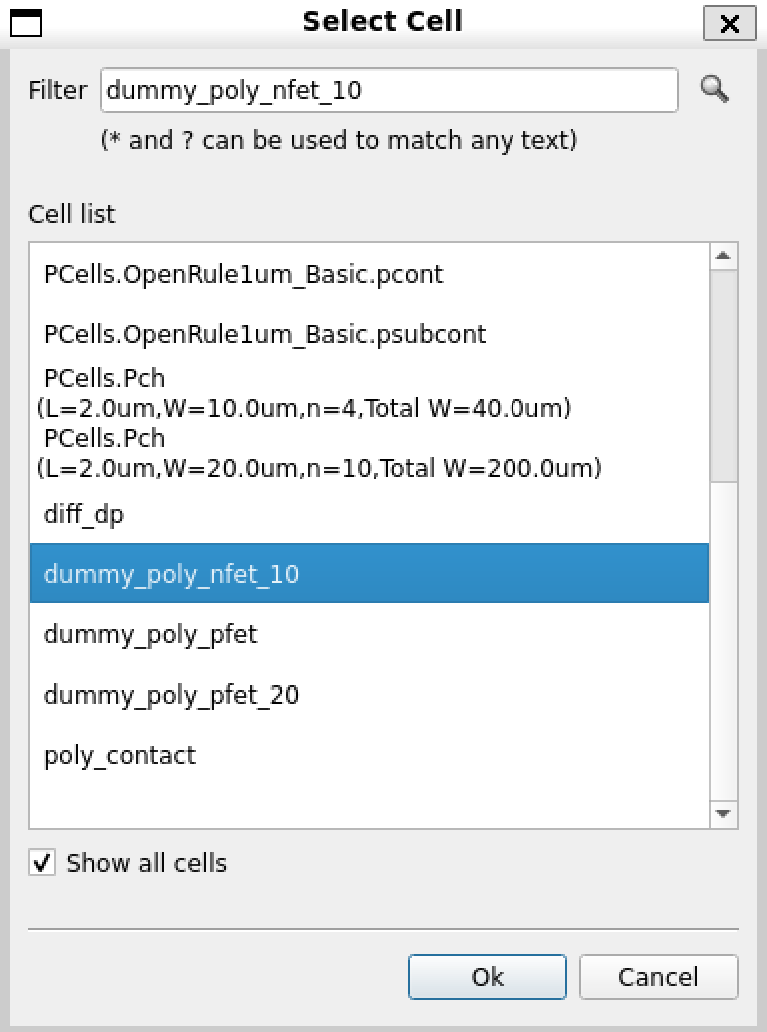 Select Cell
Filter dummy_poly_nfet_10
(* and ? can be used to match any text)
Cell list
PCells.OpenRule1um_Basic.pcont
PCells.OpenRule1um_Basic.psubcont
PCells.Pch
(L=2.0um,W=10.0um,n=4,Total W=40.0um)
PCells.Pch
(L=2.0um,W=20.0um,n=10,Total W=200.0um)
diff_dp
dummy_poly_nfet_10
dummy_poly_pfet
dummy_poly_pfet_20
poly_contact
Show all cells
Ok Cancel